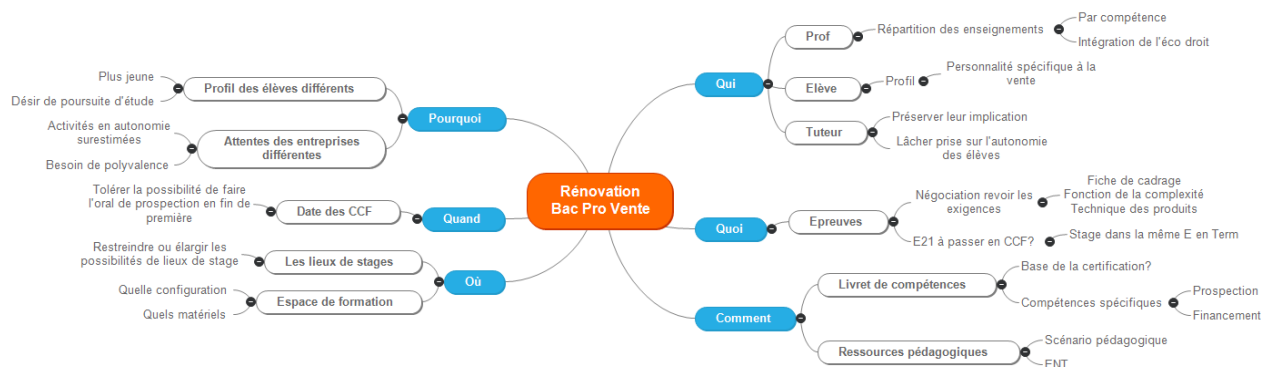 Rénovation
Bac Pro Vente
Pourquoi
Profil des élèves différents
Plus jeune
Désir de poursuite d'étude
Attentes des entreprises
différentes
Activités en autonomie
surestimées
Besoin de polyvalence
Quand
Date des CCF
Tolérer la possibilité de faire
l'oral de prospection en fin de
première
Où
Les lieux de stages
Restreindre ou élargir les
possibilités de lieux de stage
Espace de formation
Quelle configuration
Quels matériels
Qui
Prof
Répartition des enseignements
Par compétence
Intégration de l'éco droit
Elève
Profil
Personnalité spécifique à la
vente
Tuteur
Préserver leur implication
Lâcher prise sur l'autonomie
des élèves
Quoi
Epreuves
Négociation revoir les
exigences
Fiche de cadrage
Fonction de la complexité
Technique des produits
E21 à passer en CCF?
Stage dans la même E en Term
Comment
Livret de compétences
Base de la certification?
Compétences spécifiques
Prospection
Financement
Ressources pédagogiques
Scénario pédagogique
ENT